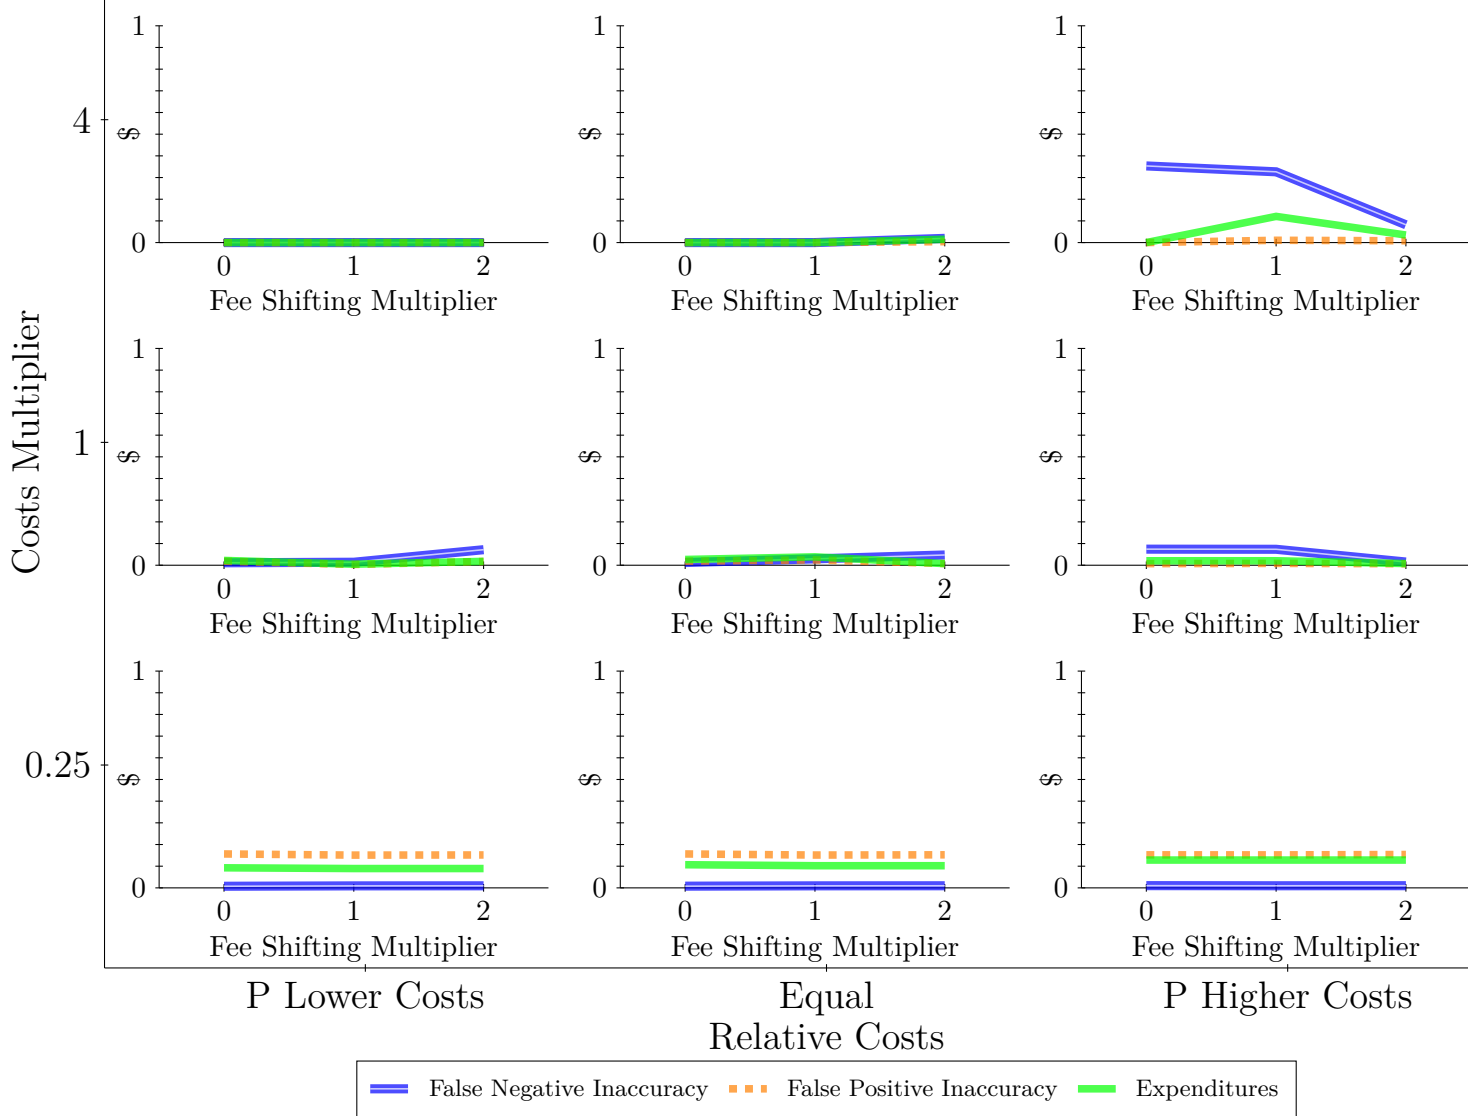 Costs Multiplier
4
1
0.25
1
$
0
0 1 2
Fee Shifting Multiplier
1
$
0
0 1 2
Fee Shifting Multiplier
1
$
0
0 1 2
Fee Shifting Multiplier
1
$
0
0 1 2
Fee Shifting Multiplier
1
$
0
0 1 2
Fee Shifting Multiplier
1
$
0
0 1 2
Fee Shifting Multiplier
1
$
0
0 1 2
Fee Shifting Multiplier
1
$
0
0 1 2
Fee Shifting Multiplier
1
$
0
0 1 2
Fee Shifting Multiplier
P Lower Costs Equal P Higher Costs
Relative Costs
False Negative Inaccuracy False Positive Inaccuracy Expenditures